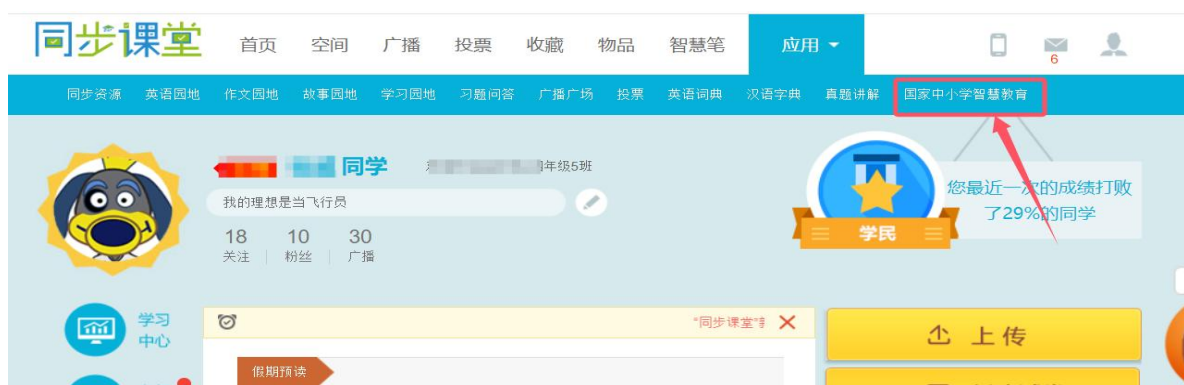 同步课堂
首页 空间 广播 投票 收藏 物品 智慧笔 应用
6
同步资源 英语园地 作文园地 故事园地 学习园地 习题问答 广播广场 投票 英语词典 汉语字典 真题讲解 国家中小学智慧教育
同学 年级5班
我的理想是当飞行员
18 10 30
关注 粉丝 广播
学民
您最近一次的成绩打败
了29%的同学
学习
中心
"同步课堂"
上传
假期预读